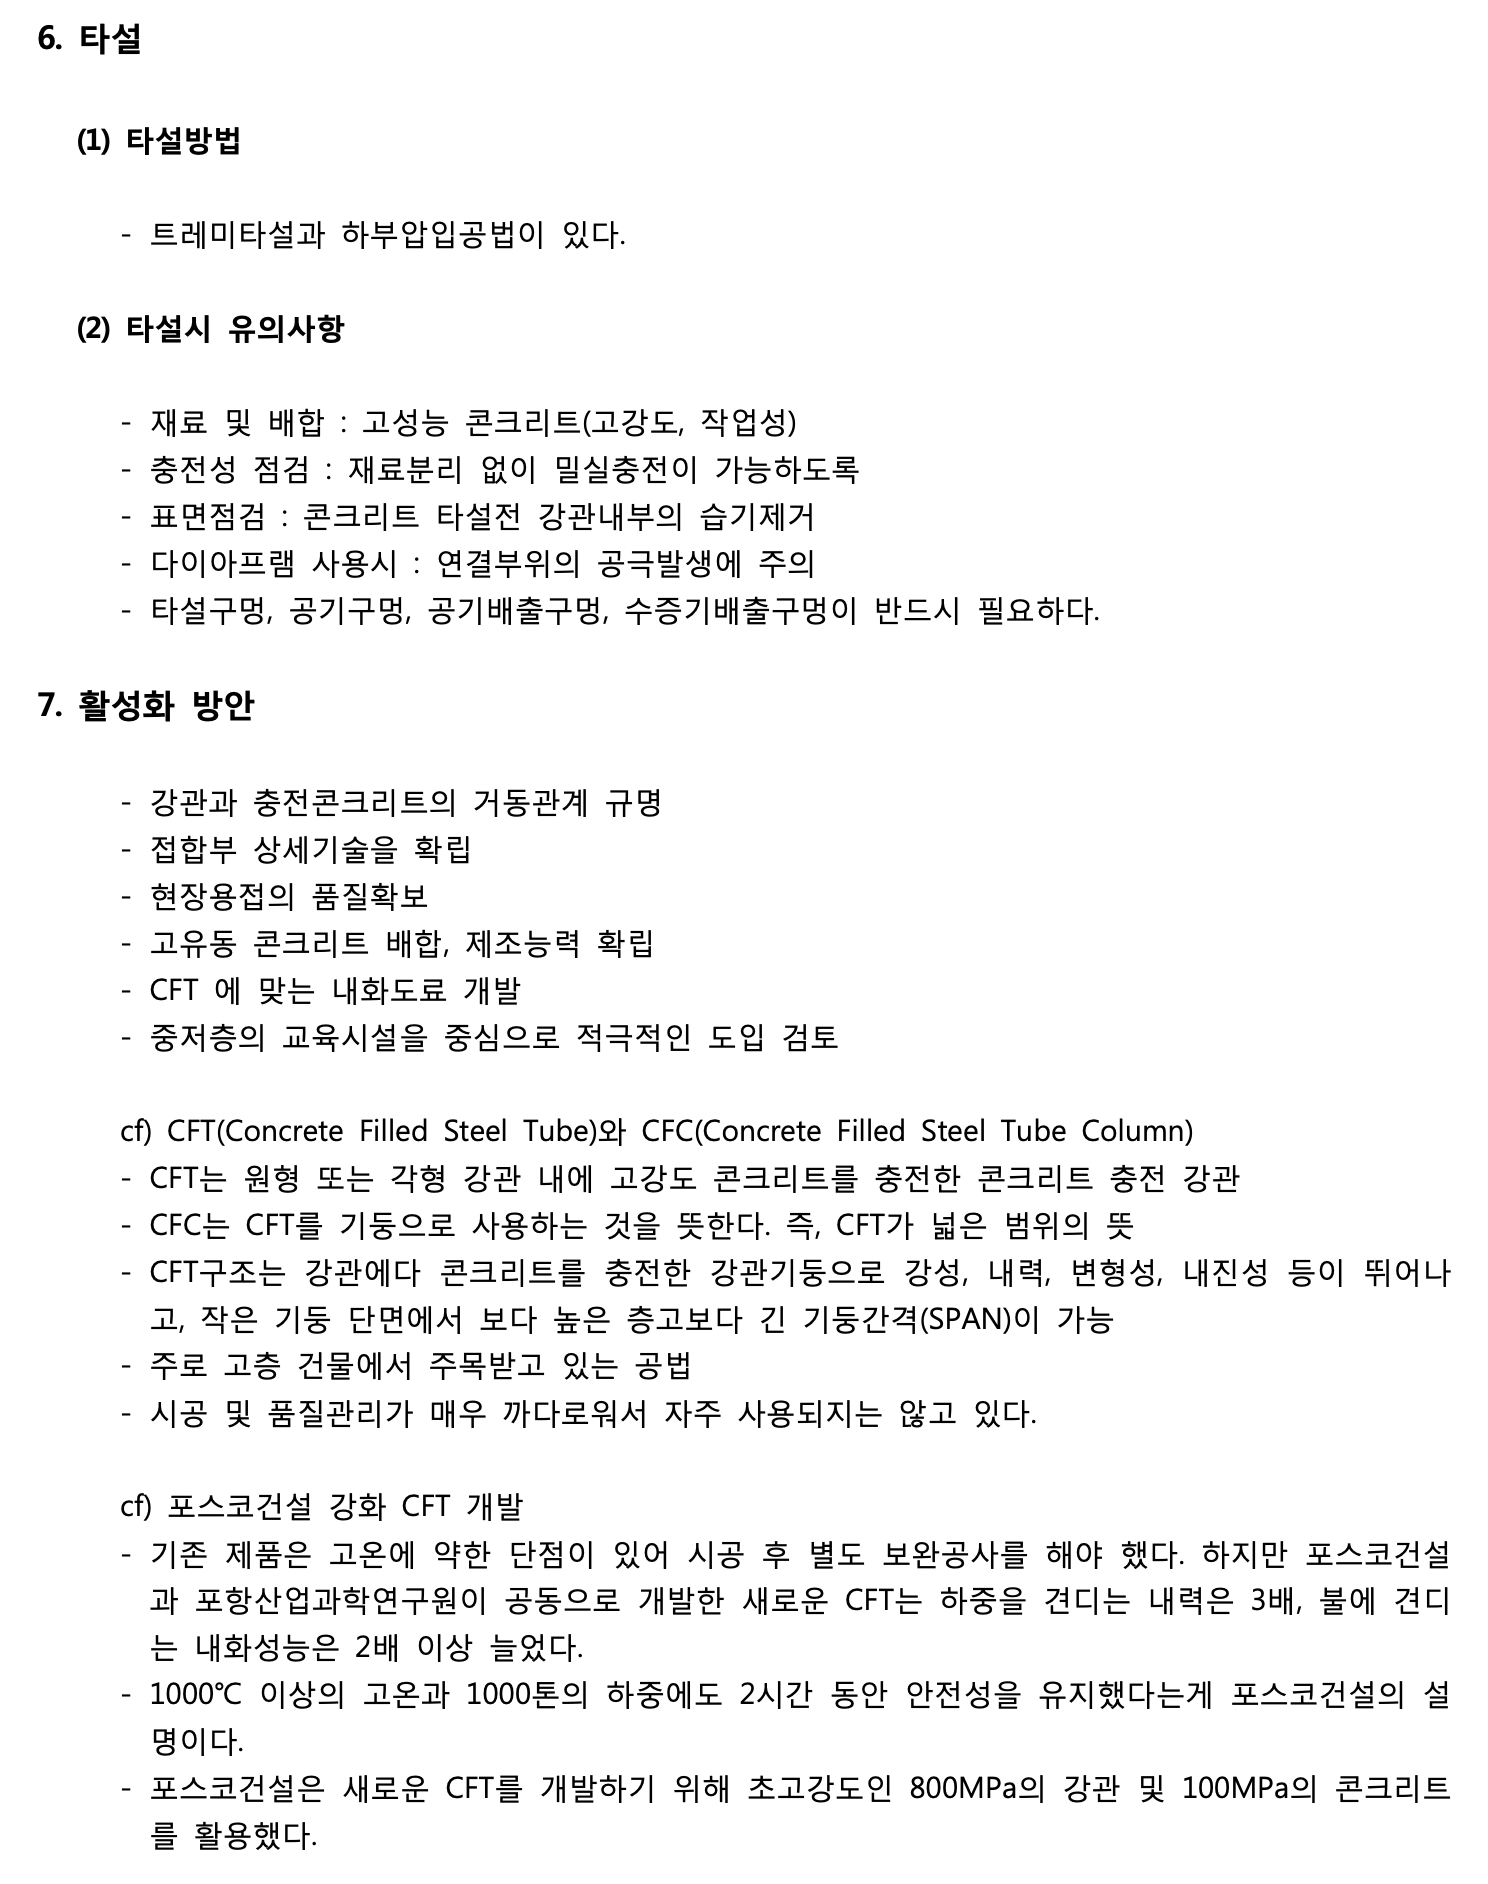 6. 타설
(1) 타설방법
- 트레미타설과 하부압입공법이 있다.
(2) 타설시 유의사항
- 재료 및 배합 : 고성능 콘크리트(고강도, 작업성)
- 충전성 점검 : 재료분리 없이 밀실충전이 가능하도록
- 표면점검 : 콘크리트 타설전 강관내부의 습기제거
- 다이아프램 사용시 : 연결부위의 공극발생에 주의
- 타설구멍, 공기구멍, 공기배출구멍, 수증기배출구멍이 반드시 필요하다.
7. 활성화 방안
- 강관과 충전콘크리트의 거동관계 규명
- 접합부 상세기술을 확립
- 현장용접의 품질확보
- 고유동 콘크리트 배합, 제조능력 확립
- CFT 에 맞는 내화도료 개발
- 중저층의 교육시설을 중심으로 적극적인 도입 검토
cf) CFT(Concrete Filled Steel Tube)와 CFC(Concrete Filled Steel Tube Column)
- CFT는 원형 또는 각형 강관 내에 고강도 콘크리트를 충전한 콘크리트 충전 강관
- CFC는 CFT를 기둥으로 사용하는 것을 뜻한다. 즉, CFT가 넓은 범위의 뜻
- CFT구조는 강관에다 콘크리트를 충전한 강관기둥으로 강성, 내력, 변형성, 내진성 등이 뛰어나
고, 작은 기둥 단면에서 보다 높은 층고보다 긴 기둥간격(SPAN)이 가능
- 주로 고층 건물에서 주목받고 있는 공법
- 시공 및 품질관리가 매우 까다로워서 자주 사용되지는 않고 있다.
cf) 포스코건설 강화 CFT 개발
- 기존 제품은 고온에 약한 단점이 있어 시공 후 별도 보완공사를 해야 했다. 하지만 포스코건설
과 포항산업과학연구원이 공동으로 개발한 새로운 CFT는 하중을 견디는 내력은 3배, 불에 견디
는 내화성능은 2배 이상 늘었다.
- 1000℃ 이상의 고온과 1000톤의 하중에도 2시간 동안 안전성을 유지했다는게 포스코건설의 설
명이다.
- 포스코건설은 새로운 CFT를 개발하기 위해 초고강도인 800MPa의 강관 및 100MPa의 콘크리트
를 활용했다.